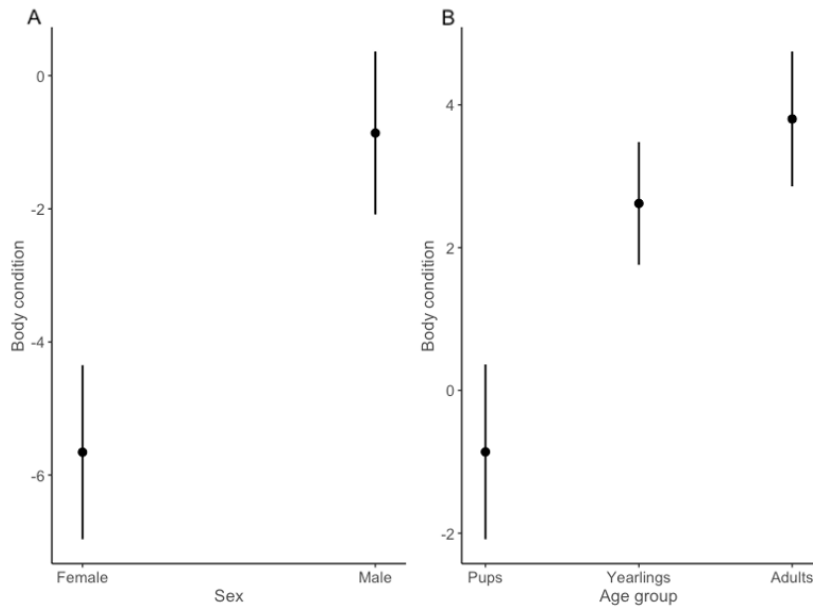 A
0
-2
-4
-6
Body condition
Female
Male
Sex
B
4
2
0
-2
Body condition
Pups
Yearlings
Adults
Age group